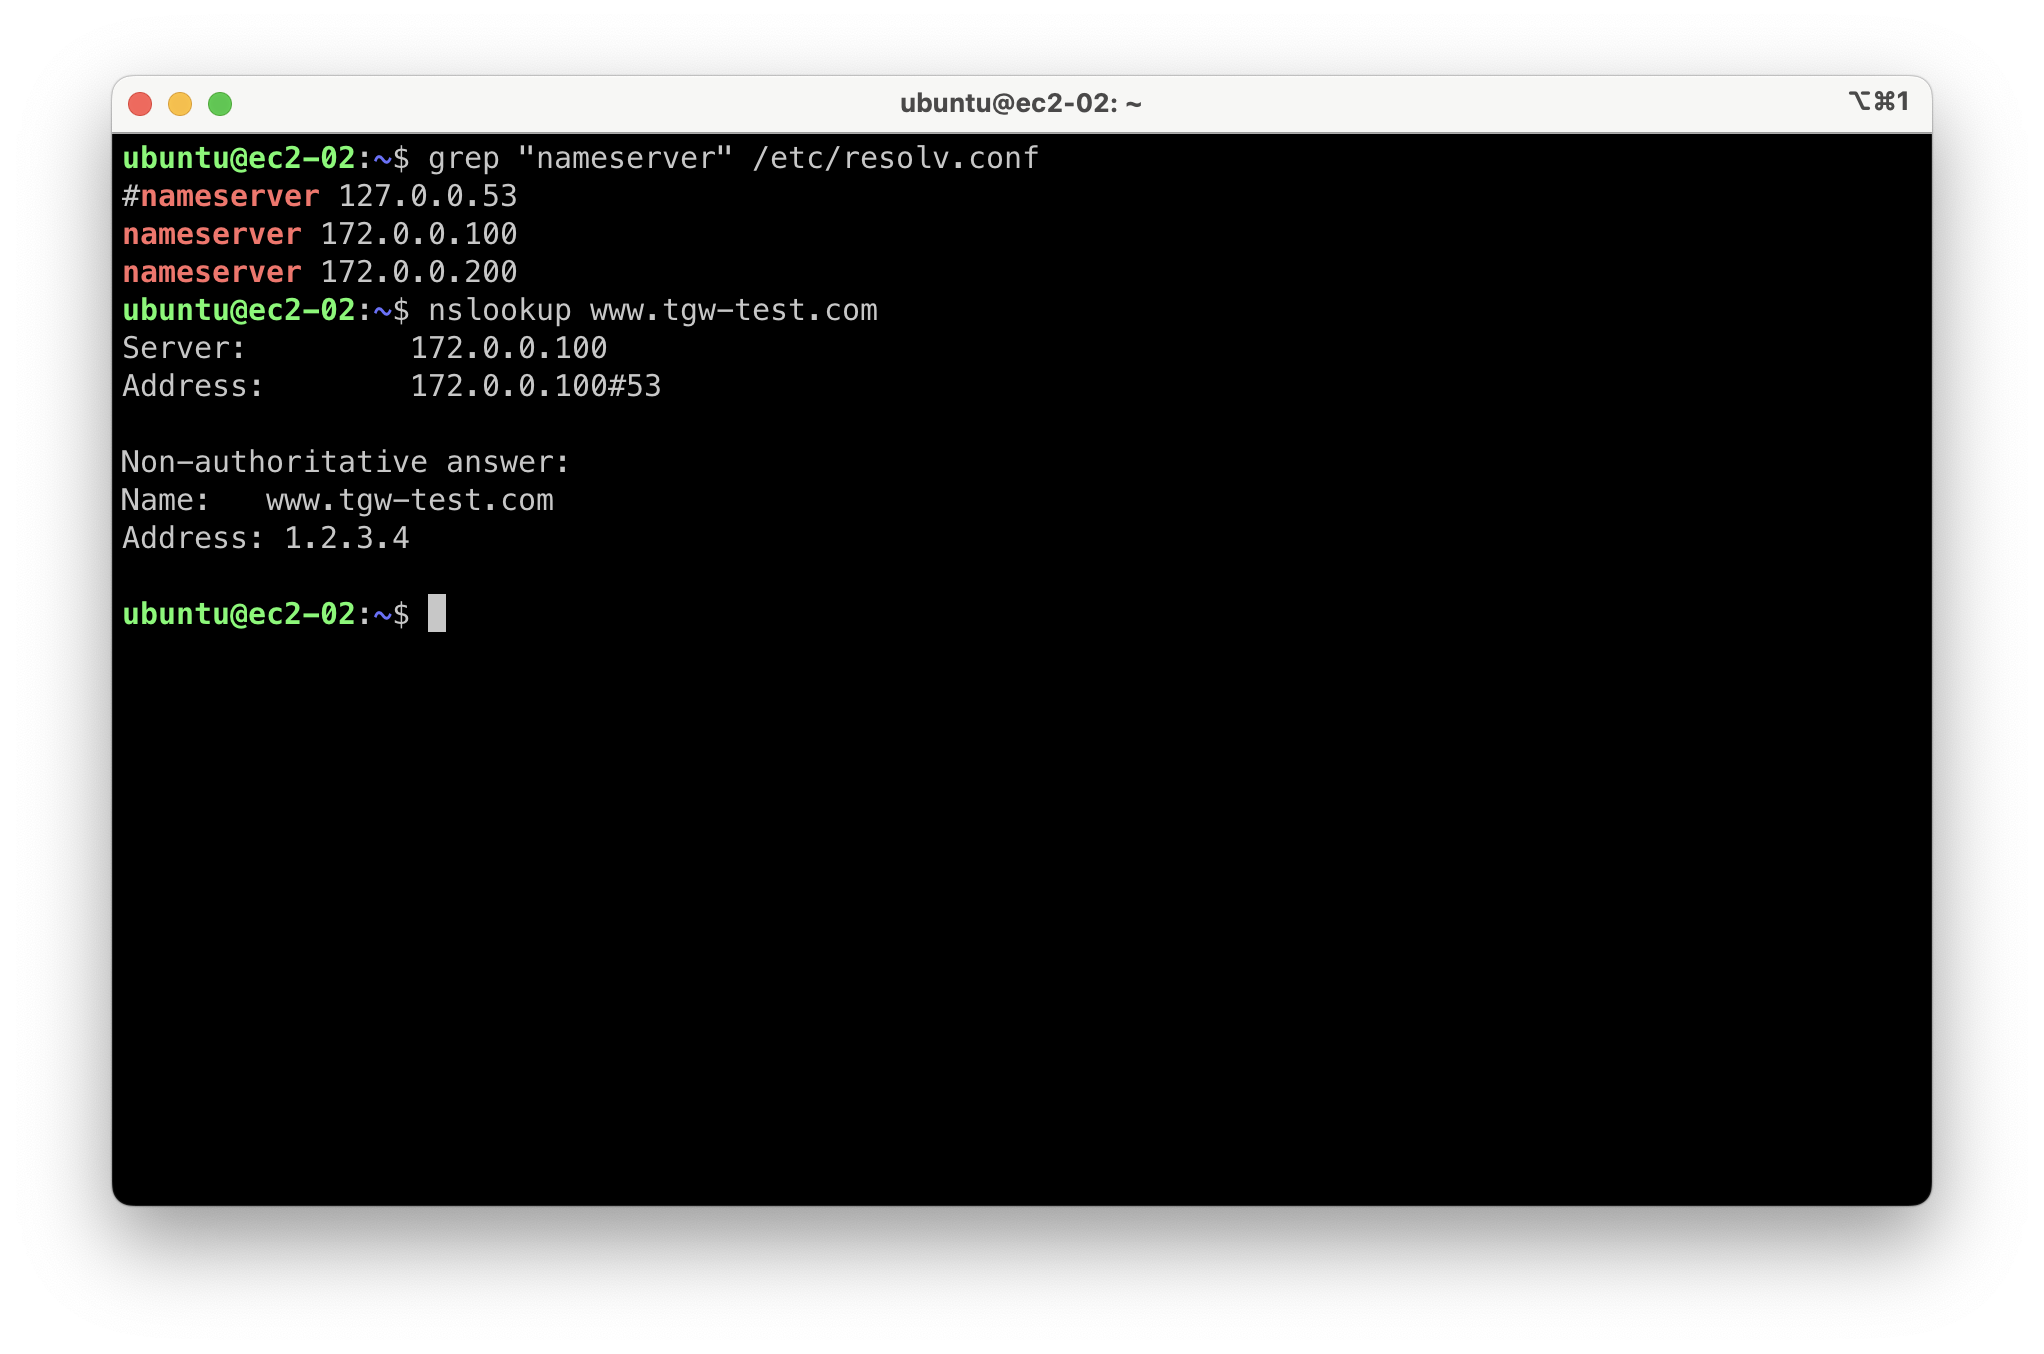 ubuntu@ec2-02: ~
⌥⌘1
ubuntu@ec2-02:~$ grep "nameserver" /etc/resolv.conf
#nameserver 127.0.0.53
nameserver 172.0.0.100
nameserver 172.0.0.200
ubuntu@ec2-02:~$ nslookup www.tgw-test.com
Server:		172.0.0.100
Address:	172.0.0.100#53
Non-authoritative answer:
Name:	www.tgw-test.com
Address: 1.2.3.4
ubuntu@ec2-02:~$